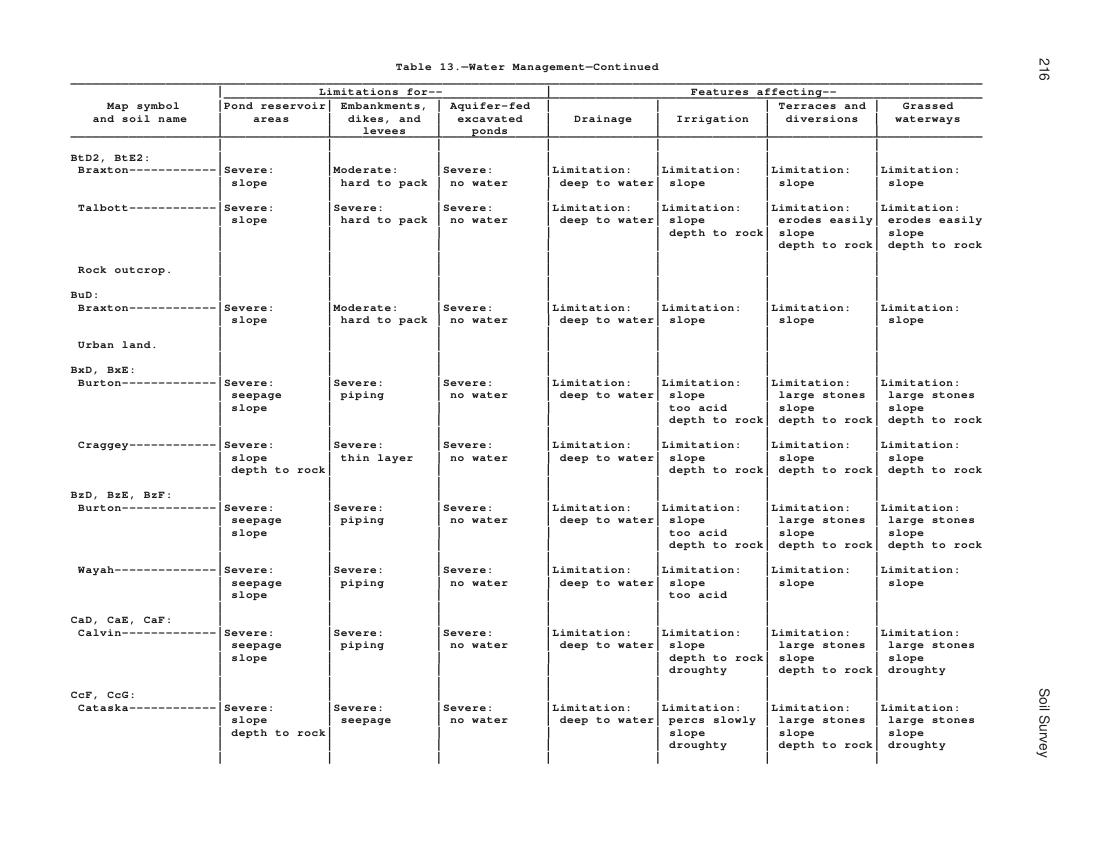 216
Table 13.—Water Management—Continued
Limitations for-- Features affecting--
Map symbol Pond reservoir Embankments, Aquifer-fed Terraces and Grassed
and soil name areas dikes, and excavated Drainage Irrigation diversions waterways
levees ponds
BtD2, BtE2:
Braxton------------ Severe: Moderate: Severe: Limitation: Limitation: Limitation: Limitation:
slope hard to pack no water deep to water slope slope slope
Talbott------------ Severe: Severe: Severe: Limitation: Limitation: Limitation: Limitation:
slope hard to pack no water deep to water slope erodes easily erodes easily
depth to rock slope slope
depth to rock depth to rock
Rock outcrop.
BuD:
Braxton------------ Severe: Moderate: Severe: Limitation: Limitation: Limitation: Limitation:
slope hard to pack no water deep to water slope slope slope
Urban land.
BxD, BxE:
Burton------------- Severe: Severe: Severe: Limitation: Limitation: Limitation: Limitation:
seepage piping no water deep to water slope large stones large stones
slope too acid slope slope
depth to rock depth to rock depth to rock
Craggey------------ Severe: Severe: Severe: Limitation: Limitation: Limitation: Limitation:
slope thin layer no water deep to water slope slope slope
depth to rock depth to rock depth to rock depth to rock
BzD, BzE, BzF:
Burton------------- Severe: Severe: Severe: Limitation: Limitation: Limitation: Limitation:
seepage piping no water deep to water slope large stones large stones
slope too acid slope slope
depth to rock depth to rock depth to rock
Wayah-------------- Severe: Severe: Severe: Limitation: Limitation: Limitation: Limitation:
seepage piping no water deep to water slope slope slope
slope too acid
CaD, CaE, CaF:
Calvin------------- Severe: Severe: Severe: Limitation: Limitation: Limitation: Limitation:
seepage piping no water deep to water slope large stones large stones
slope depth to rock slope slope
droughty depth to rock droughty
CcF, CcG:
Cataska------------ Severe: Severe: Severe: Limitation: Limitation: Limitation: Limitation:
slope seepage no water deep to water percs slowly large stones large stones
depth to rock slope slope slope
droughty depth to rock droughty
Soil Survey